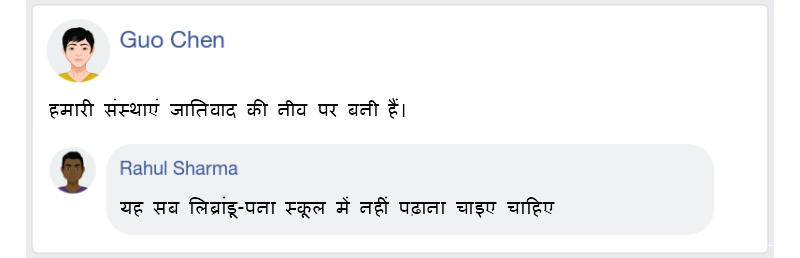 Guo Chen
हमारी संस्थाएं जातिवाद की नीव पर बनी हैं।
Rahul Sharma
यह सब लिब्रांडू-पना स्कूल में नहीं पढ़ाना चाइए चाहिए